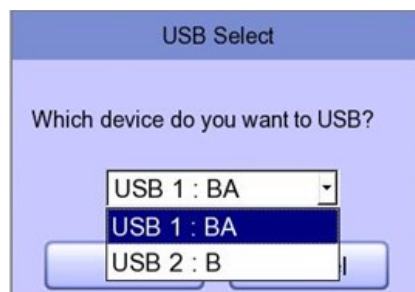 USB Select
Which device do you want to USB?
USB 1 : BA
USB 1 : BA
USB 2 : B